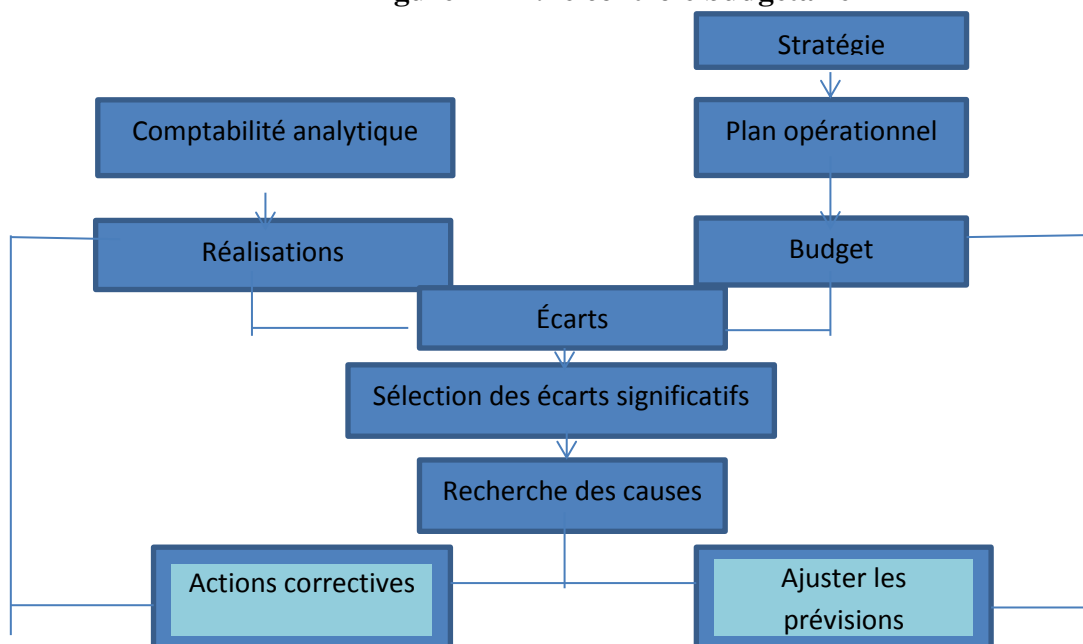 Stratégie
Comptabilité analytique
Plan opérationnel
Réalisations
Budget
Écarts
Sélection des écarts significatifs
Recherche des causes
Actions correctives
Ajuster les
prévisions